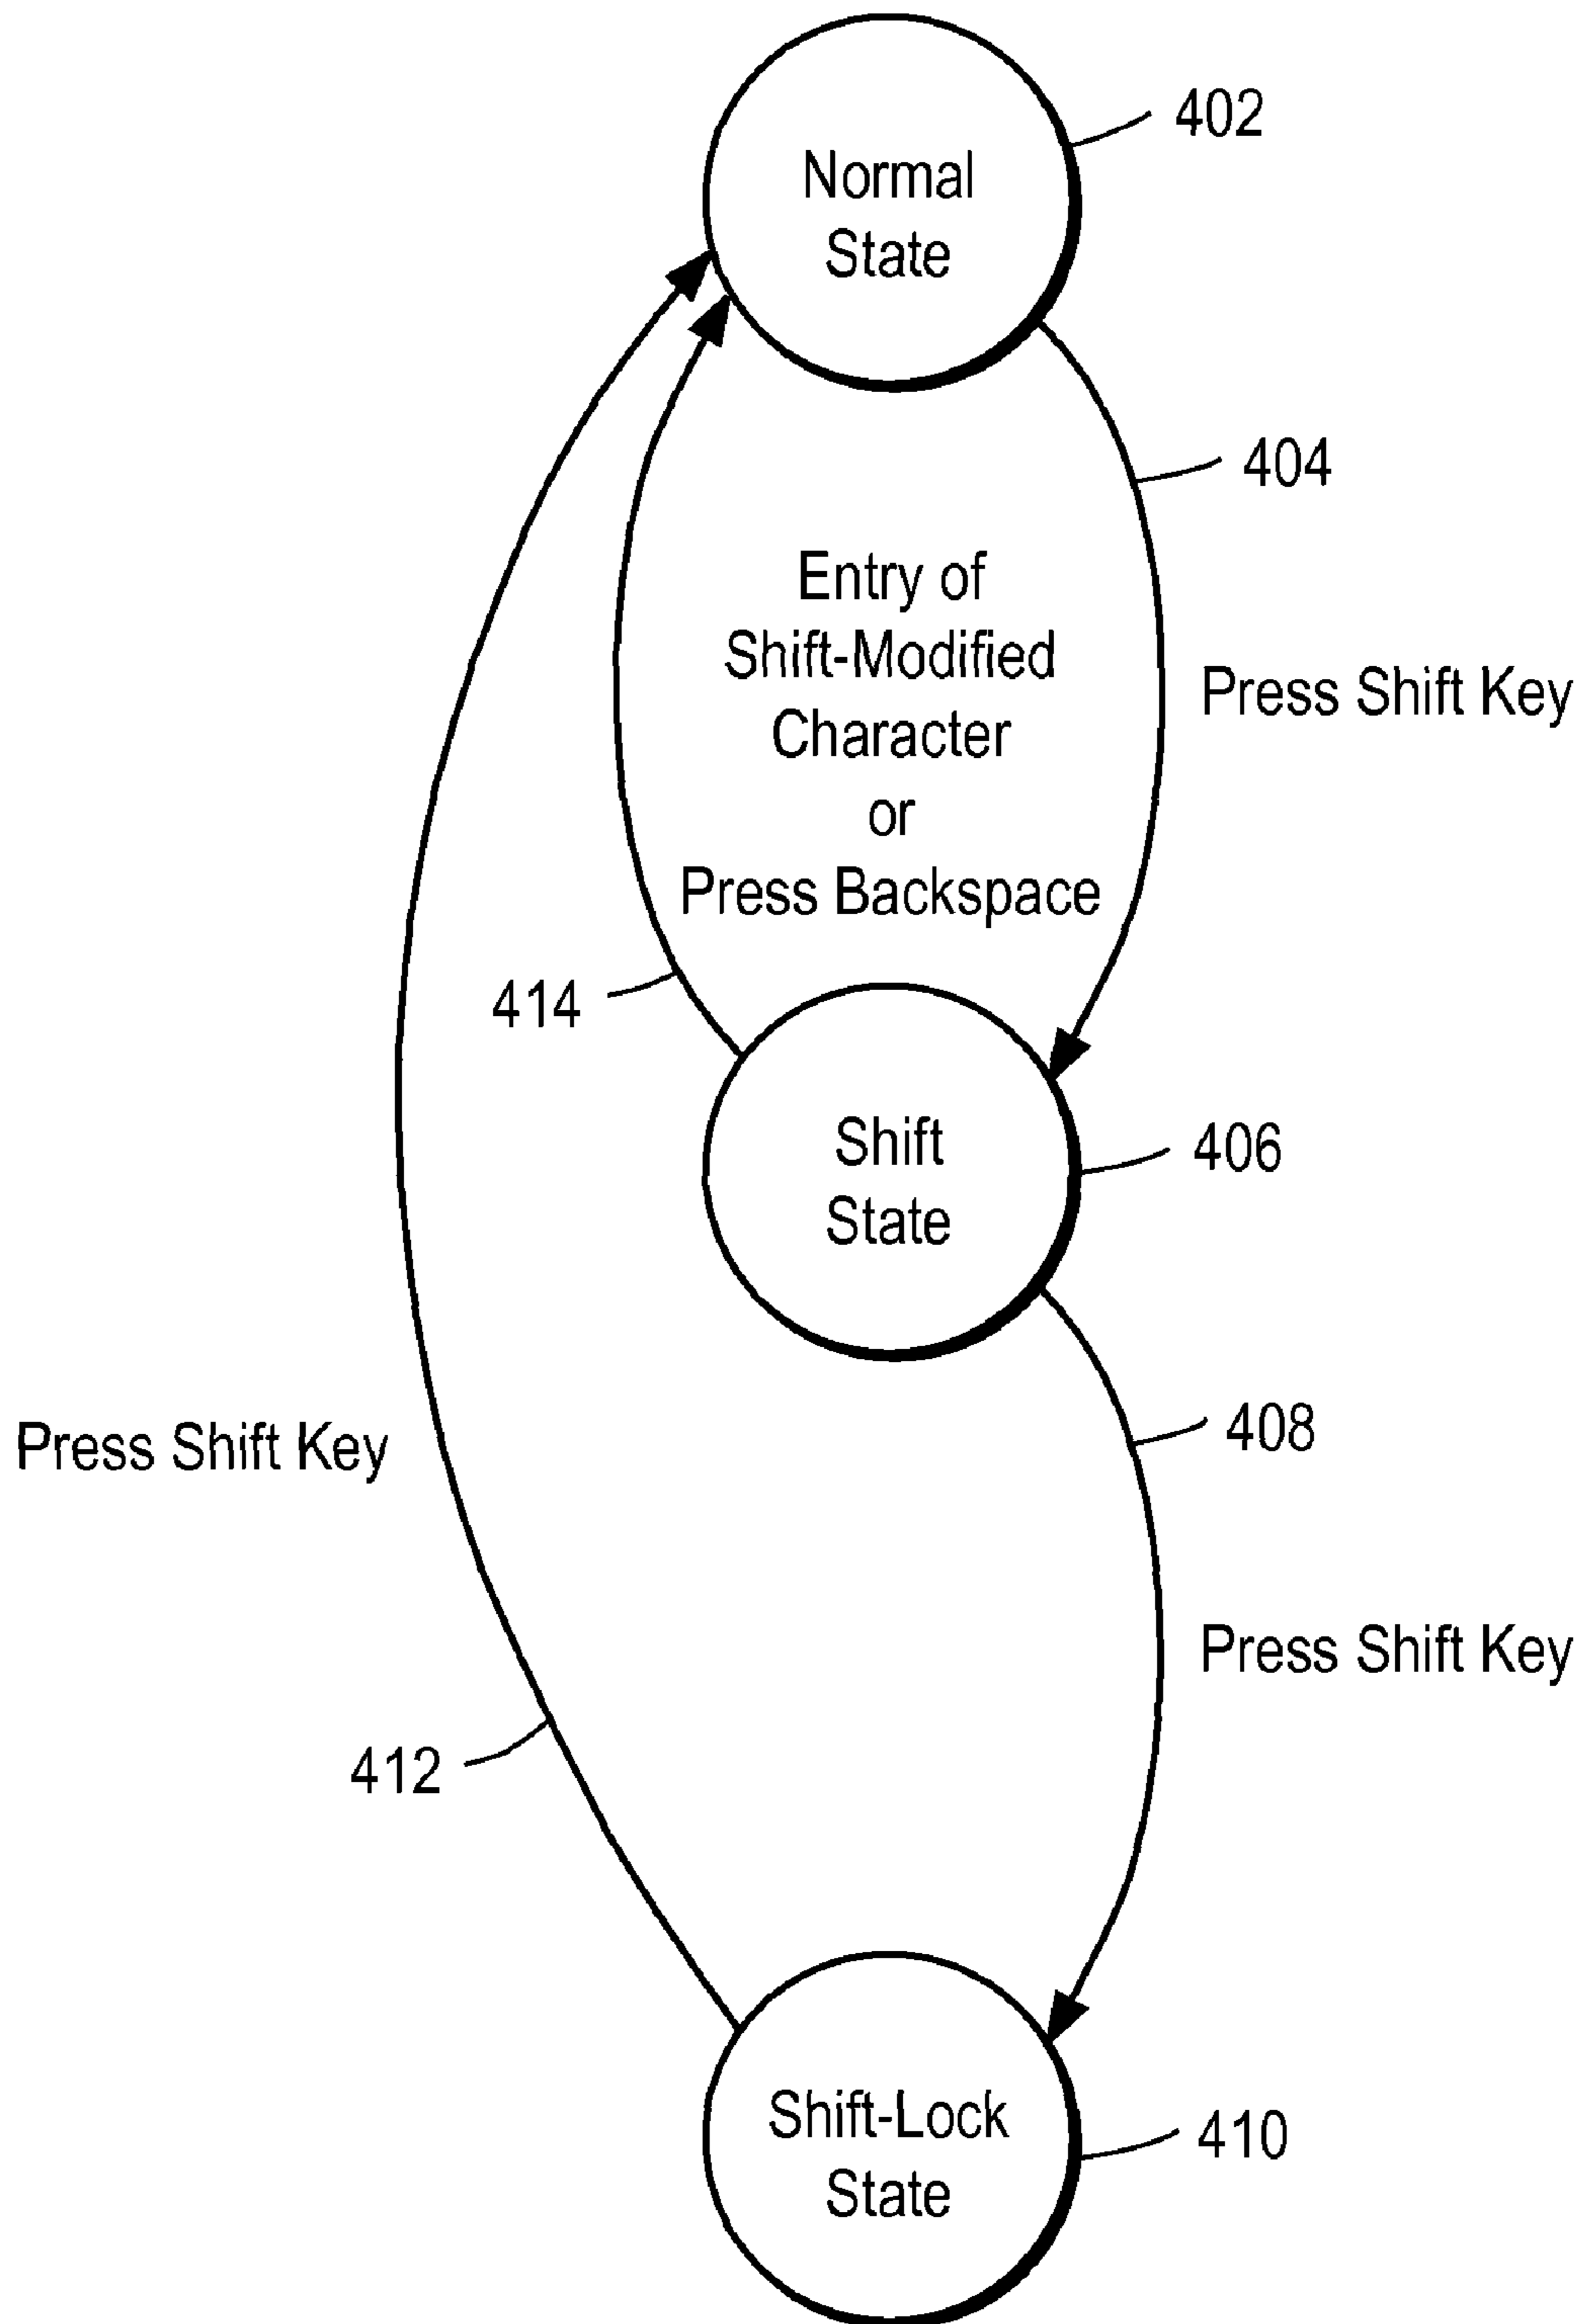 402
Normal
State
404
Entry of
Shift-Modified
Character
or
Press Backspace
Press Shift Key
414
Shift
State
406
408
Press Shift Key
Press Shift Key
412
Shift-Lock
State
410